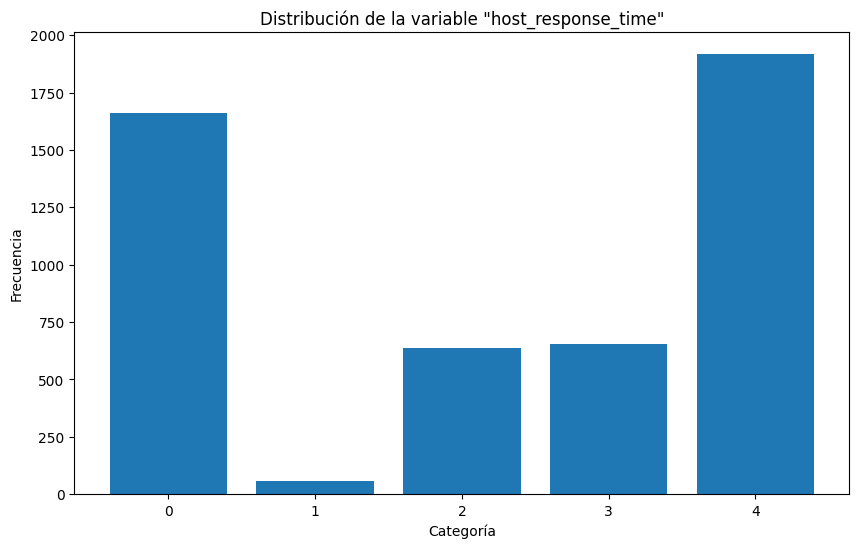 Distribución de la variable "host_response_time"
2000
1750
1500
1250
1000
750
500
250
0
Frecuencia
0 1 2 3 4
Categoría